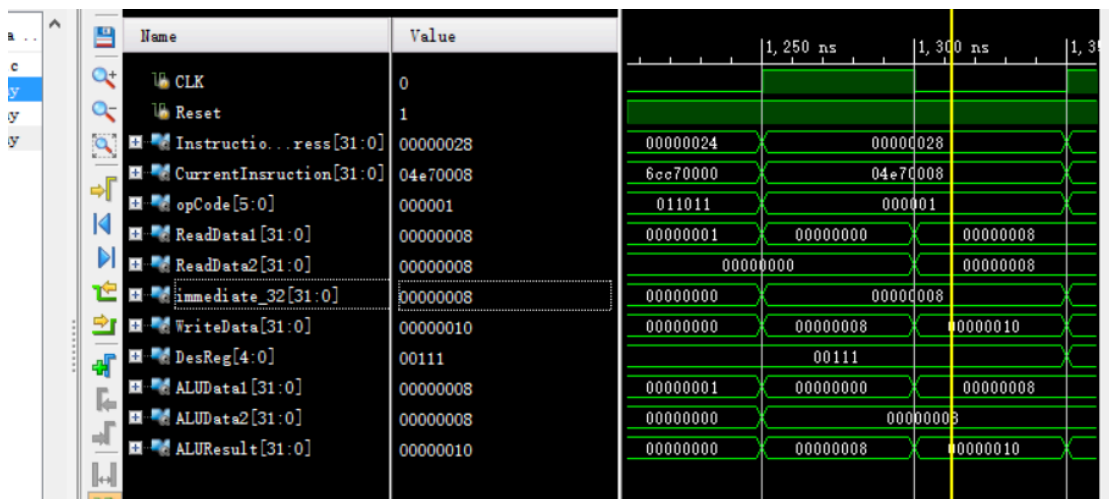 a ..
c
y
y
y
Name Value
1,250 ns 1,300 ns 1,3
CLK 0
Reset 1
Instructio...ress[31:0] 00000028 00000024 00000028
CurrentInsruction[31:0] 04e70008 6cc70000 04e70008
opCode[5:0] 000001 011011 000001
ReadData1[31:0] 00000008 00000001 00000000 00000008
ReadData2[31:0] 00000008 00000000 00000008
immediate_32[31:0] 00000008 00000000 00000008
WriteData[31:0] 00000010 00000000 00000008 00000010
DesReg[4:0] 00111 00111
ALUData1[31:0] 00000008 00000001 00000000 00000008
ALUData2[31:0] 00000008 00000000 00000008
ALUResult[31:0] 00000010 00000000 00000008 00000010